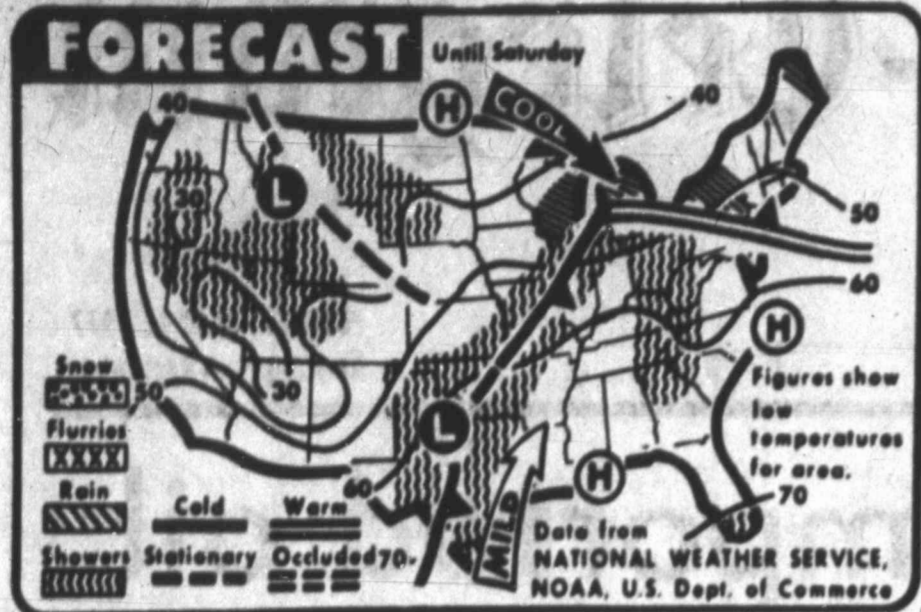 FORECAST
Until Saturday
40
H
COOL
40
L
30
50
60
H
Snow
50
30
Figures show
low
temperatures
for area.
Flurries
L
Rain
60
H
70
Cold
Warm
MILD
Data from
Showers
Stationary
Occluded
70
NATIONAL WEATHER SERVICE,
NOAA, U.S. Dept. of Commerce